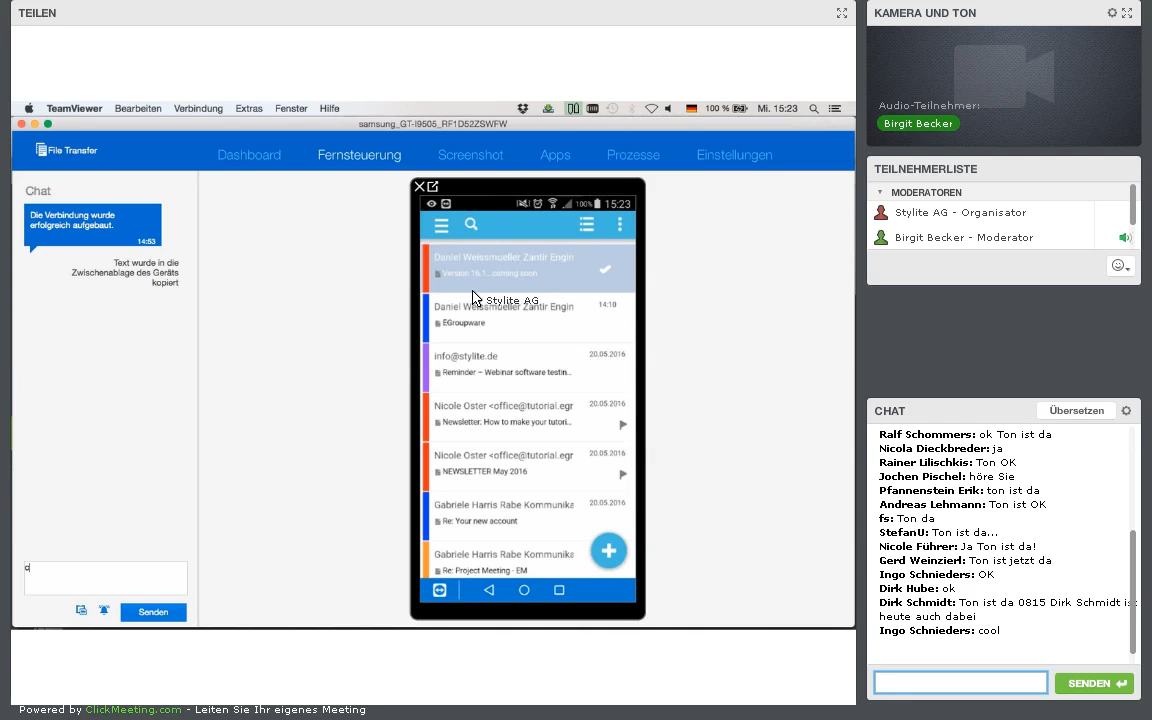 TEILEN
TeamViewer Bearbeiten Verbindung Extras Fenster Hilfe
100 % Mi. 15:23
samsung_GT-I9505_RF1D52ZSWFW
File Transfer
Dashboard Fernsteuerung Screenshot Apps Prozesse Einstellungen
Chat
Die Verbindung wurde
erfolgreich aufgebaut.
14:53
Text wurde in die
Zwischenablage des Geräts
kopiert
Senden
100% 15:23
Daniel Weissmueller Zantir Engin
Version 16.1...coming soon
Stylite AG
Daniel Weissmueller Zantir Engin 14:10
EGroupware
info@stylite.de 20.05.2016
Reminder – Webinar software testin...
Nicole Oster <office@tutorial.egr 20.05.2016
Newsletter: How to make your tutori...
Nicole Oster <office@tutorial.egr 20.05.2016
NEWSLETTER May 2016
Gabriele Harris Rabe Kommunika 20.05.2016
Re: Your new account
Gabriele Harris Rabe Kommunika
Re: Project Meeting - EM
KAMERA UND TON
Audio-Teilnehmer:
Birgit Becker
TEILNEHMERLISTE
MODERATOREN
Stylite AG - Organisator
Birgit Becker - Moderator
CHAT Übersetzen
Ralf Schommers: ok Ton ist da
Nicola Dieckbreder: ja
Rainer Lilischkis: Ton OK
Jochen Pischel: höre Sie
Pfannenstein Erik: ton ist da
Andreas Lehmann: Ton ist OK
fs: Ton da
StefanU: Ton ist da...
Nicole Führer: Ja Ton ist da!
Gerd Weinzierl: Ton ist jetzt da
Ingo Schnieders: OK
Dirk Hube: ok
Dirk Schmidt: Ton ist da 0815 Dirk Schmidt ist
heute auch dabei
Ingo Schnieders: cool
SENDEN
Powered by ClickMeeting.com - Leiten Sie Ihr eigenes Meeting